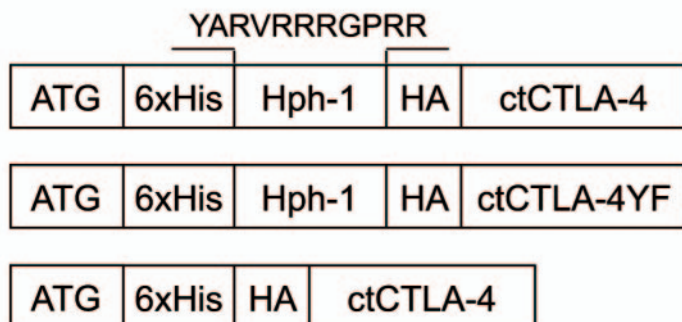 YARVRRRGPRR
ATG 6xHis Hph-1 HA ctCTLA-4
ATG 6xHis Hph-1 HA ctCTLA-4YF
ATG 6xHis HA ctCTLA-4